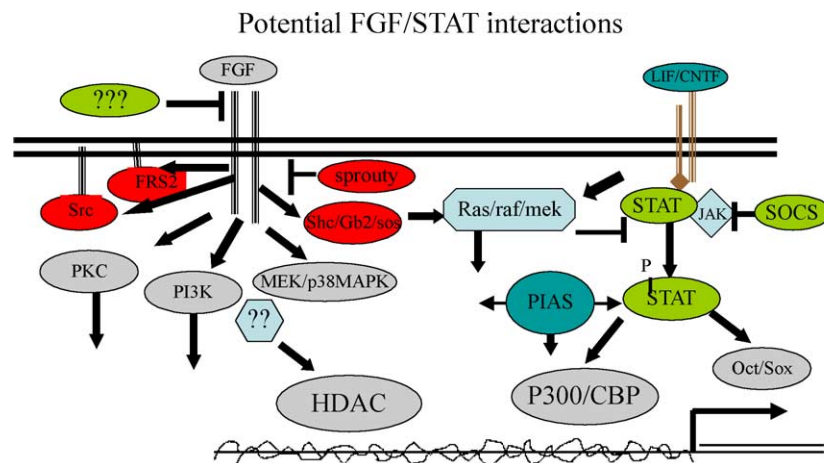 Potential FGF/STAT interactions
FGF
LIF/CNTF
???
FRS2
sprouty
Src
Shc/Gb2/sos
Ras/raf/mek
STAT
JAK
SOCS
PKC
PI3K
MEK/p38MAPK
P
PIAS
STAT
??
Oct/Sox
HDAC
P300/CBP